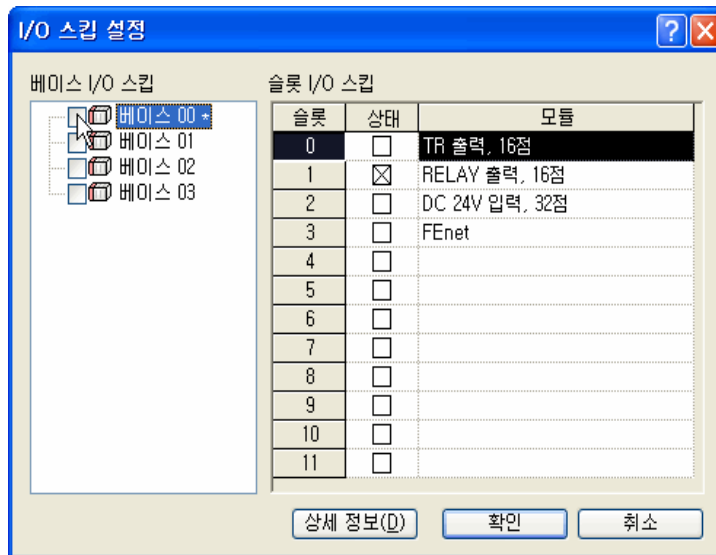 I/O 스킵 설정
베이스 I/O 스킵
베이스 00 *
베이스 01
베이스 02
베이스 03
슬롯 I/O 스킵
슬롯 상태 모듈
0 TR 출력, 16점
1 RELAY 출력, 16점
2 DC 24V 입력, 32점
3 FEnet
4
5
6
7
8
9
10
11
상세 정보(D) 확인 취소